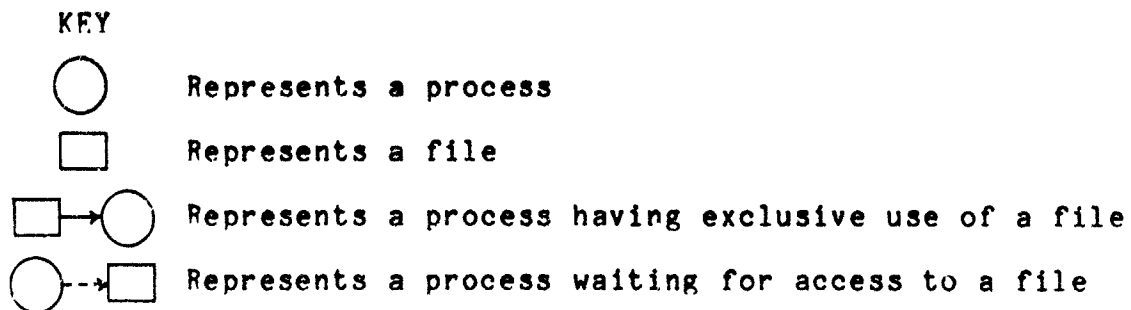 KEY
Represents a process
Represents a file
Represents a process having exclusive use of a file
Represents a process waiting for access to a file